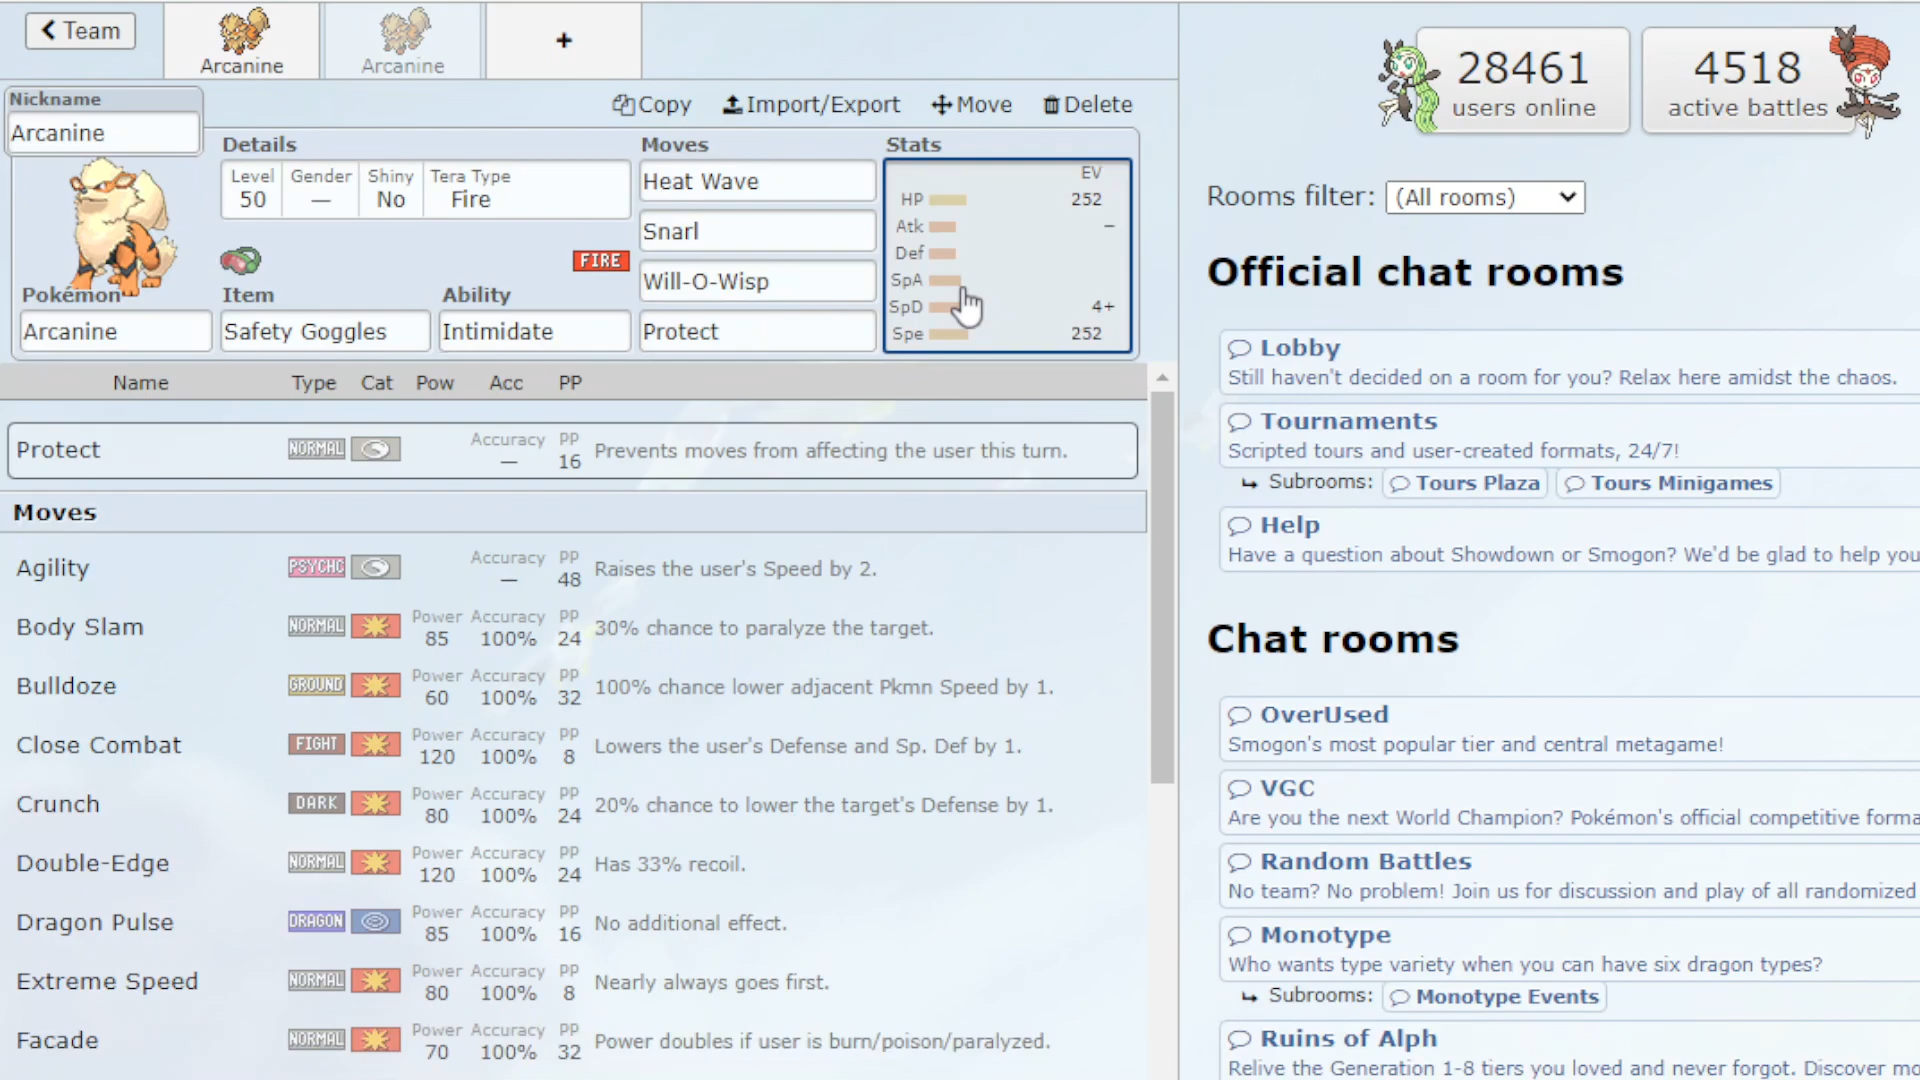 Team
Arcanine
Arcanine
+
Nickname
Arcanine
Copy
Import/Export
Move
Delete
Details
Moves
Stats
Level
50
Gender
—
Shiny
No
Tera Type
Fire
FIRE
Pokémon
Arcanine
Item
Safety Goggles
Ability
Intimidate
Heat Wave
Snarl
Will-O-Wisp
Protect
EV
HP 252
Atk –
Def
SpA
SpD 4+
Spe 252
Name Type Cat Pow Acc PP
Protect NORMAL Accuracy — PP 16 Prevents moves from affecting the user this turn.
Moves
Agility PSYCHC Accuracy — PP 48 Raises the user's Speed by 2.
Body Slam NORMAL Power 85 Accuracy 100% PP 24 30% chance to paralyze the target.
Bulldoze GROUND Power 60 Accuracy 100% PP 32 100% chance lower adjacent Pkmn Speed by 1.
Close Combat FIGHT Power 120 Accuracy 100% PP 8 Lowers the user's Defense and Sp. Def by 1.
Crunch DARK Power 80 Accuracy 100% PP 24 20% chance to lower the target's Defense by 1.
Double-Edge NORMAL Power 120 Accuracy 100% PP 24 Has 33% recoil.
Dragon Pulse DRAGON Power 85 Accuracy 100% PP 16 No additional effect.
Extreme Speed NORMAL Power 80 Accuracy 100% PP 8 Nearly always goes first.
Facade NORMAL Power 70 Accuracy 100% PP 32 Power doubles if user is burn/poison/paralyzed.
28461
users online
4518
active battles
Rooms filter: (All rooms)
Official chat rooms
Lobby
Still haven't decided on a room for you? Relax here amidst the chaos.
Tournaments
Scripted tours and user-created formats, 24/7!
Subrooms: Tours Plaza Tours Minigames
Help
Have a question about Showdown or Smogon? We'd be glad to help you
Chat rooms
OverUsed
Smogon's most popular tier and central metagame!
VGC
Are you the next World Champion? Pokémon's official competitive forma
Random Battles
No team? No problem! Join us for discussion and play of all randomized
Monotype
Who wants type variety when you can have six dragon types?
Subrooms: Monotype Events
Ruins of Alph
Relive the Generation 1-8 tiers you loved and never forgot. Discover mo